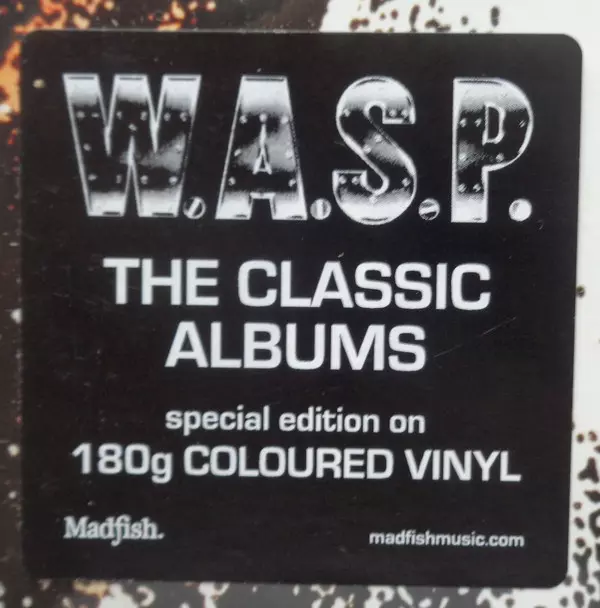 W.A.S.P.
THE CLASSIC
ALBUMS
special edition on
180g COLOURED VINYL
Madfish.
madfishmusic.com